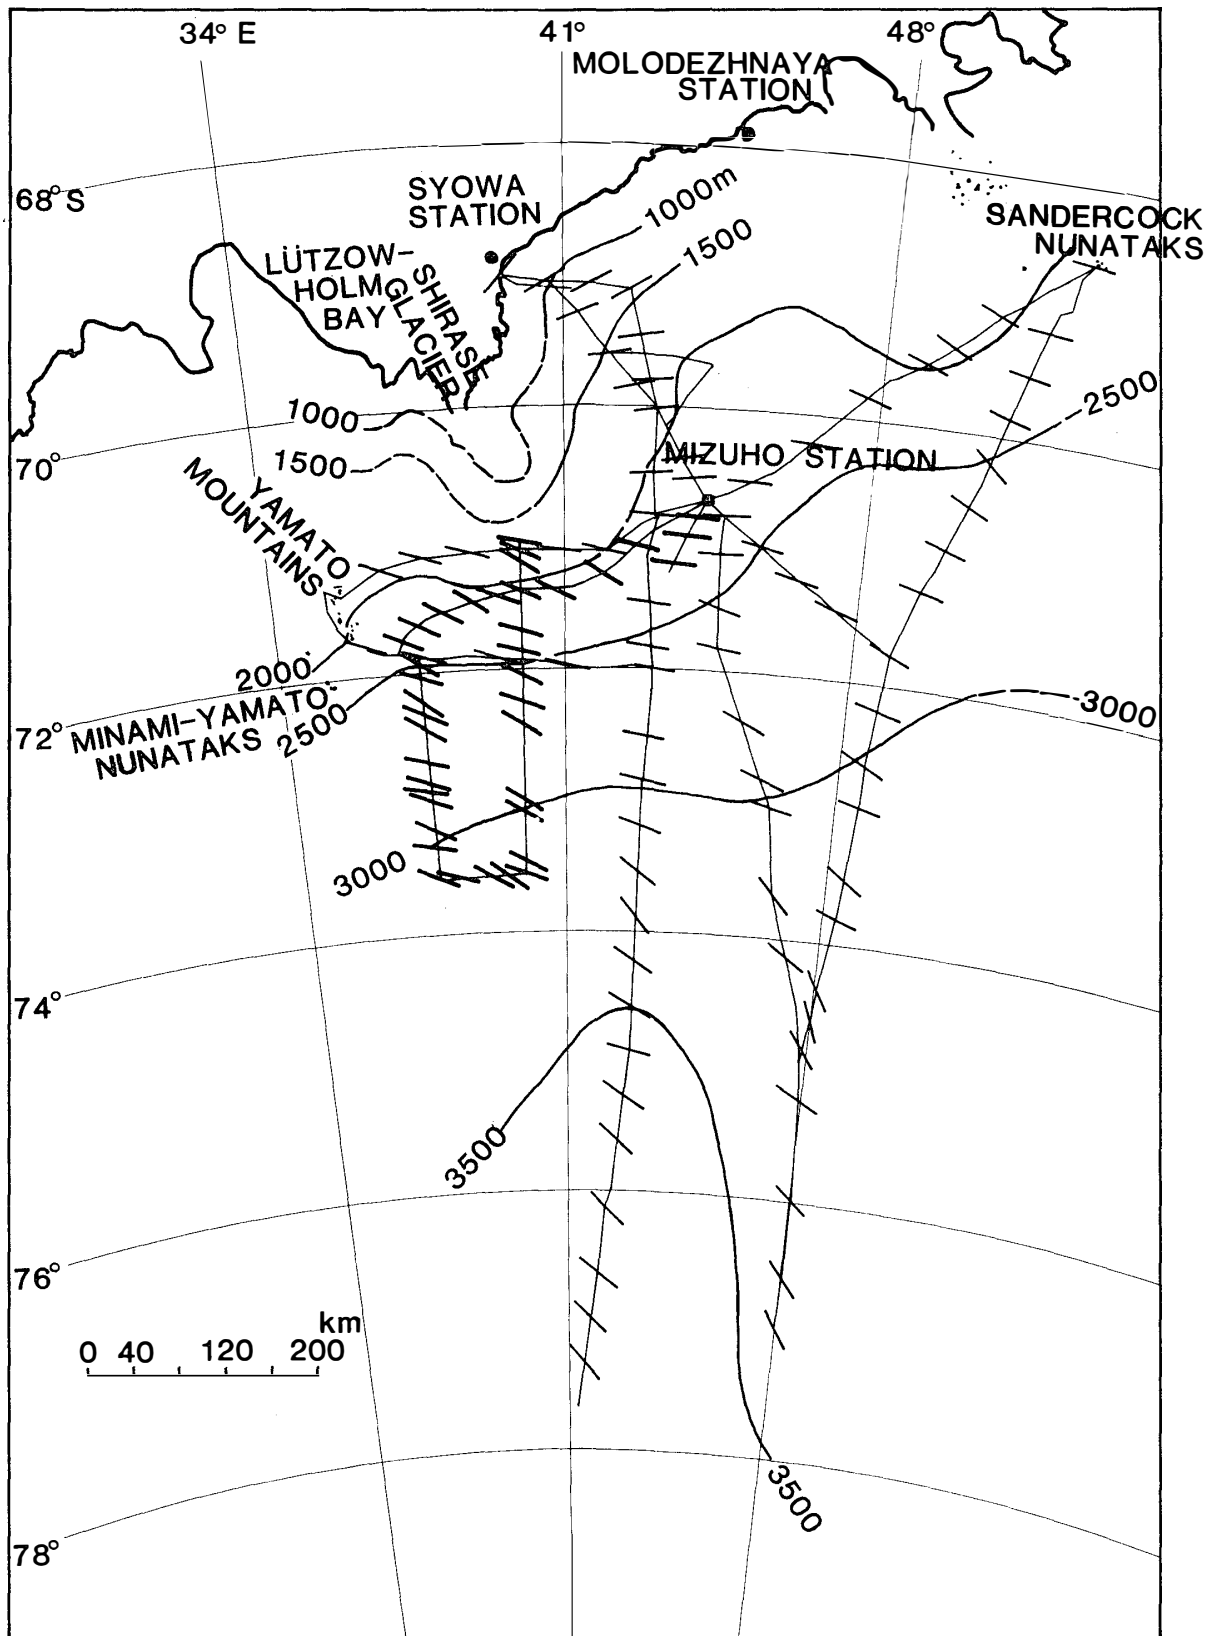 34° E
41°
48°
MOLODEZHNAYA
STATION
68° S
SYOWA
STATION
1000m
1500
SANDERCOCK
NUNATAKS
LÜTZOW-
HOLM
BAY
SHIRASE
GLACIER
1000
1500
2500
70°
MIZUHO STATION
YAMATO
MOUNTAINS
2000
72°
MINAMI-YAMATO
NUNATAKS
2500
3000
3000
74°
3500
76°
km
0 40 120 200
3500
78°